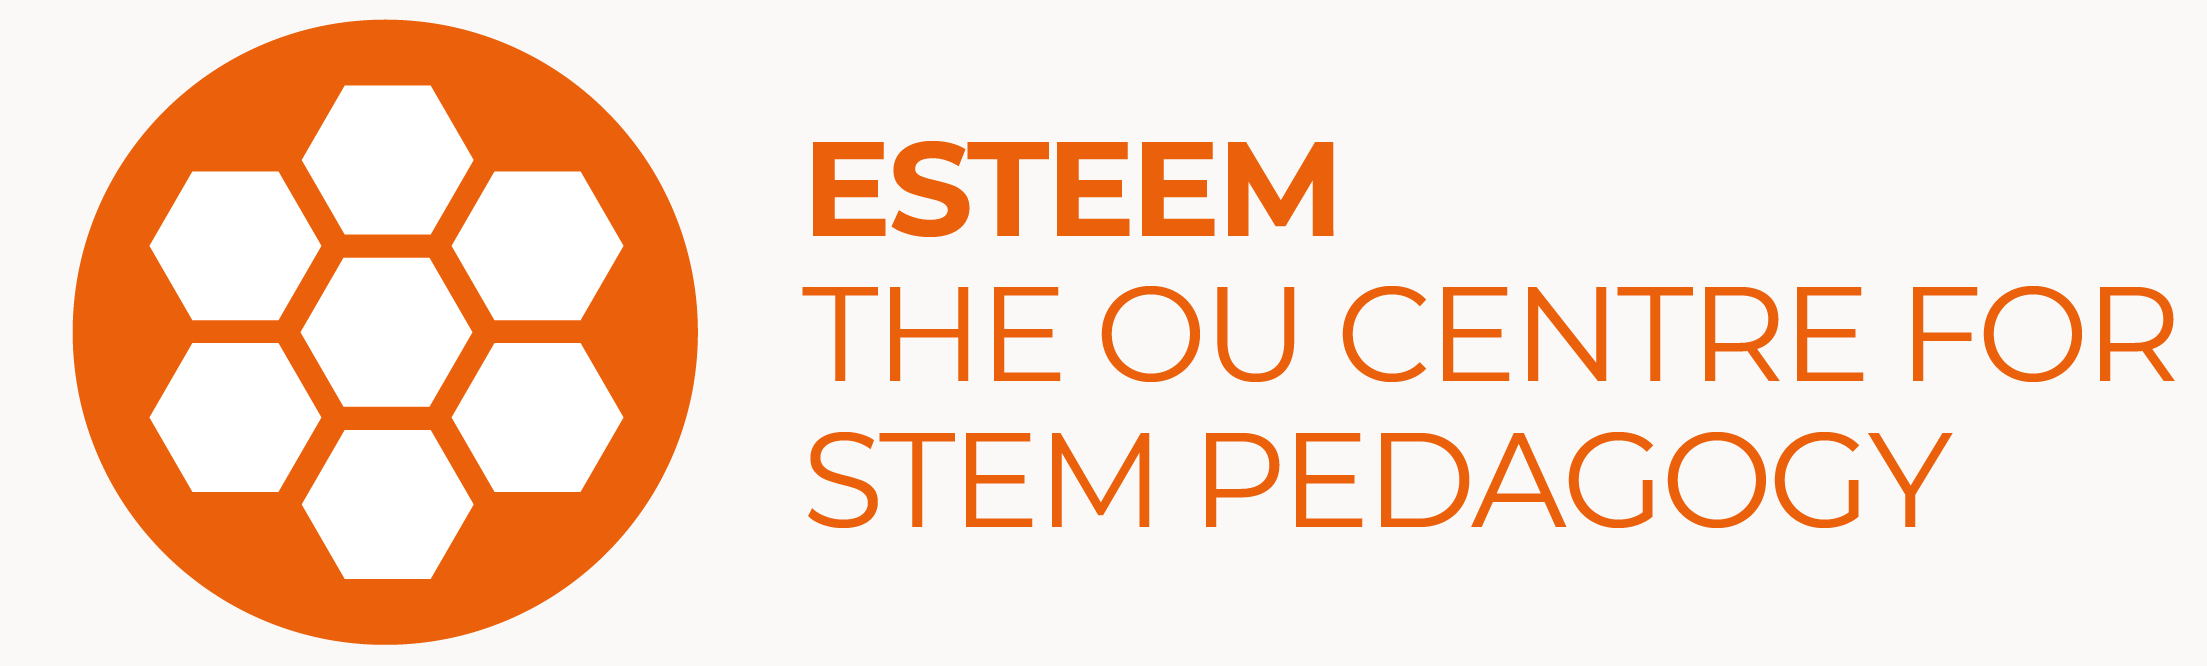 ESTEEM
THE OU CENTRE FOR
STEM PEDAGOGY